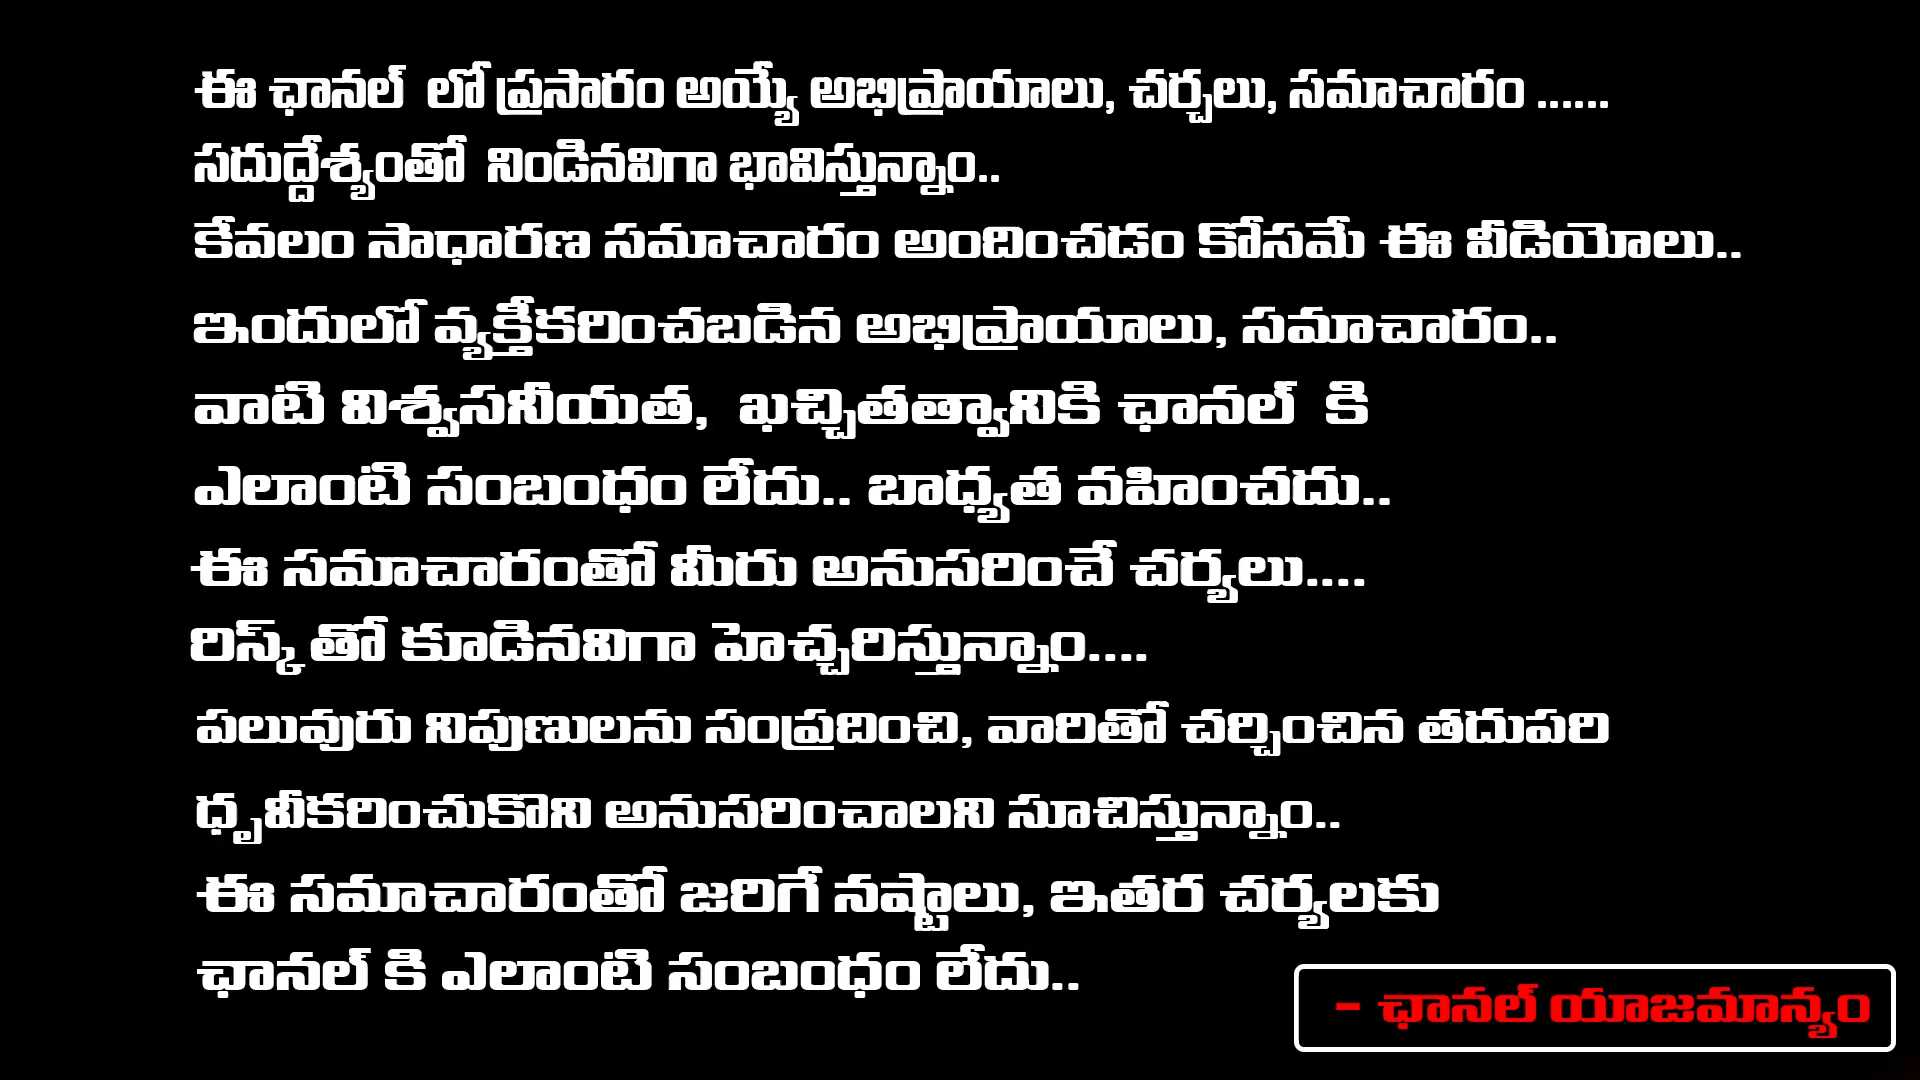 ఈ ఛానల్ లో ప్రసారం అయ్యే అభిప్రాయాలు, చర్చలు, సమాచారం ......
సదుద్దేశ్యంతో నిండినవిగా భావిస్తున్నాం..
కేవలం సాధారణ సమాచారం అందించడం కోసమే ఈ వీడియోలు..
ఇందులో వ్యక్తీకరించబడిన అభిప్రాయాలు, సమాచారం..
వాటి విశ్వసనీయత, ఖచ్చితత్వానికి ఛానల్ కి
ఎలాంటి సంబంధం లేదు.. బాధ్యత వహించదు..
ఈ సమాచారంతో మీరు అనుసరించే చర్యలు....
రిస్క్ తో కూడినవిగా హెచ్చరిస్తున్నాం....
పలువురు నిపుణులను సంప్రదించి, వారితో చర్చించిన తదుపరి
ధృవీకరించుకొని అనుసరించాలని సూచిస్తున్నాం..
ఈ సమాచారంతో జరిగే నష్టాలు, ఇతర చర్యలకు
ఛానల్ కి ఎలాంటి సంబంధం లేదు..
- ఛానల్ యాజమాన్యం